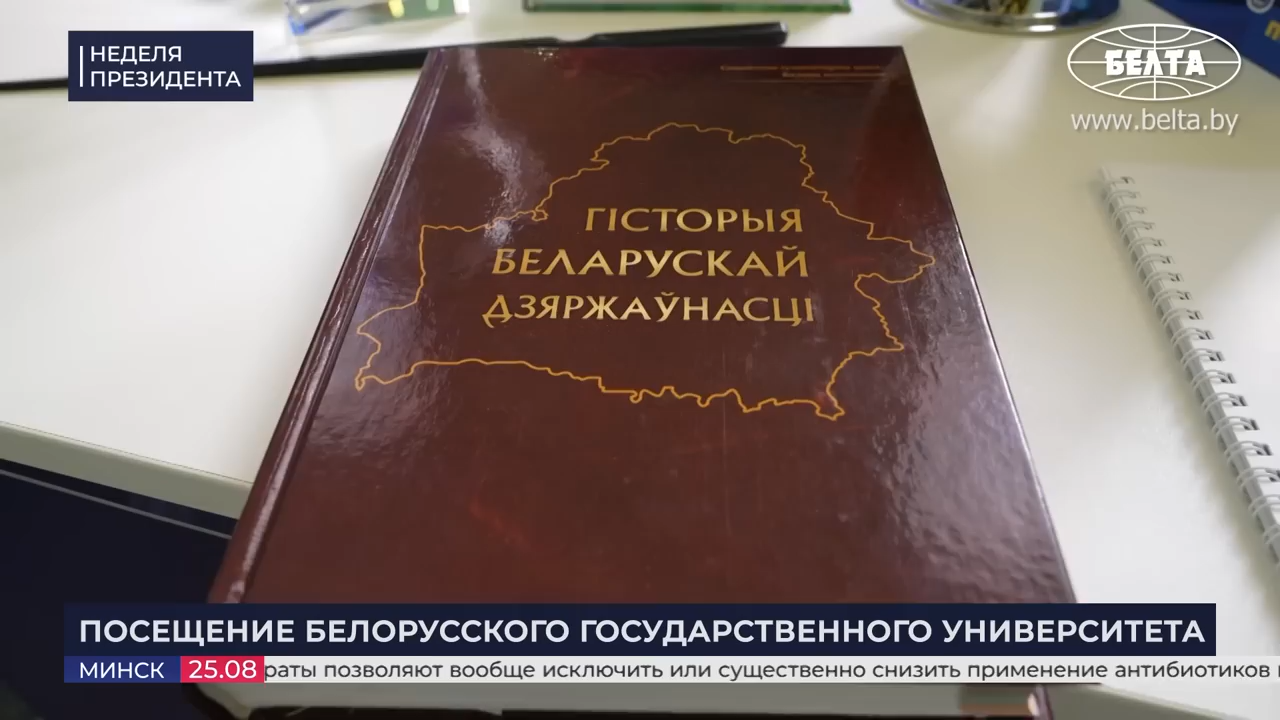 НЕДЕЛЯ
ПРЕЗИДЕНТА
БЕЛТА
www.belta.by
ГІСТОРЫЯ
БЕЛАРУСКАЙ
ДЗЯРЖАЎНАСЦІ
ПОСЕЩЕНИЕ БЕЛОРУССКОГО ГОСУДАРСТВЕННОГО УНИВЕРСИТЕТА
МИНСК 25.08 раты позволяют вообще исключить или существенно снизить применение антибиотиков